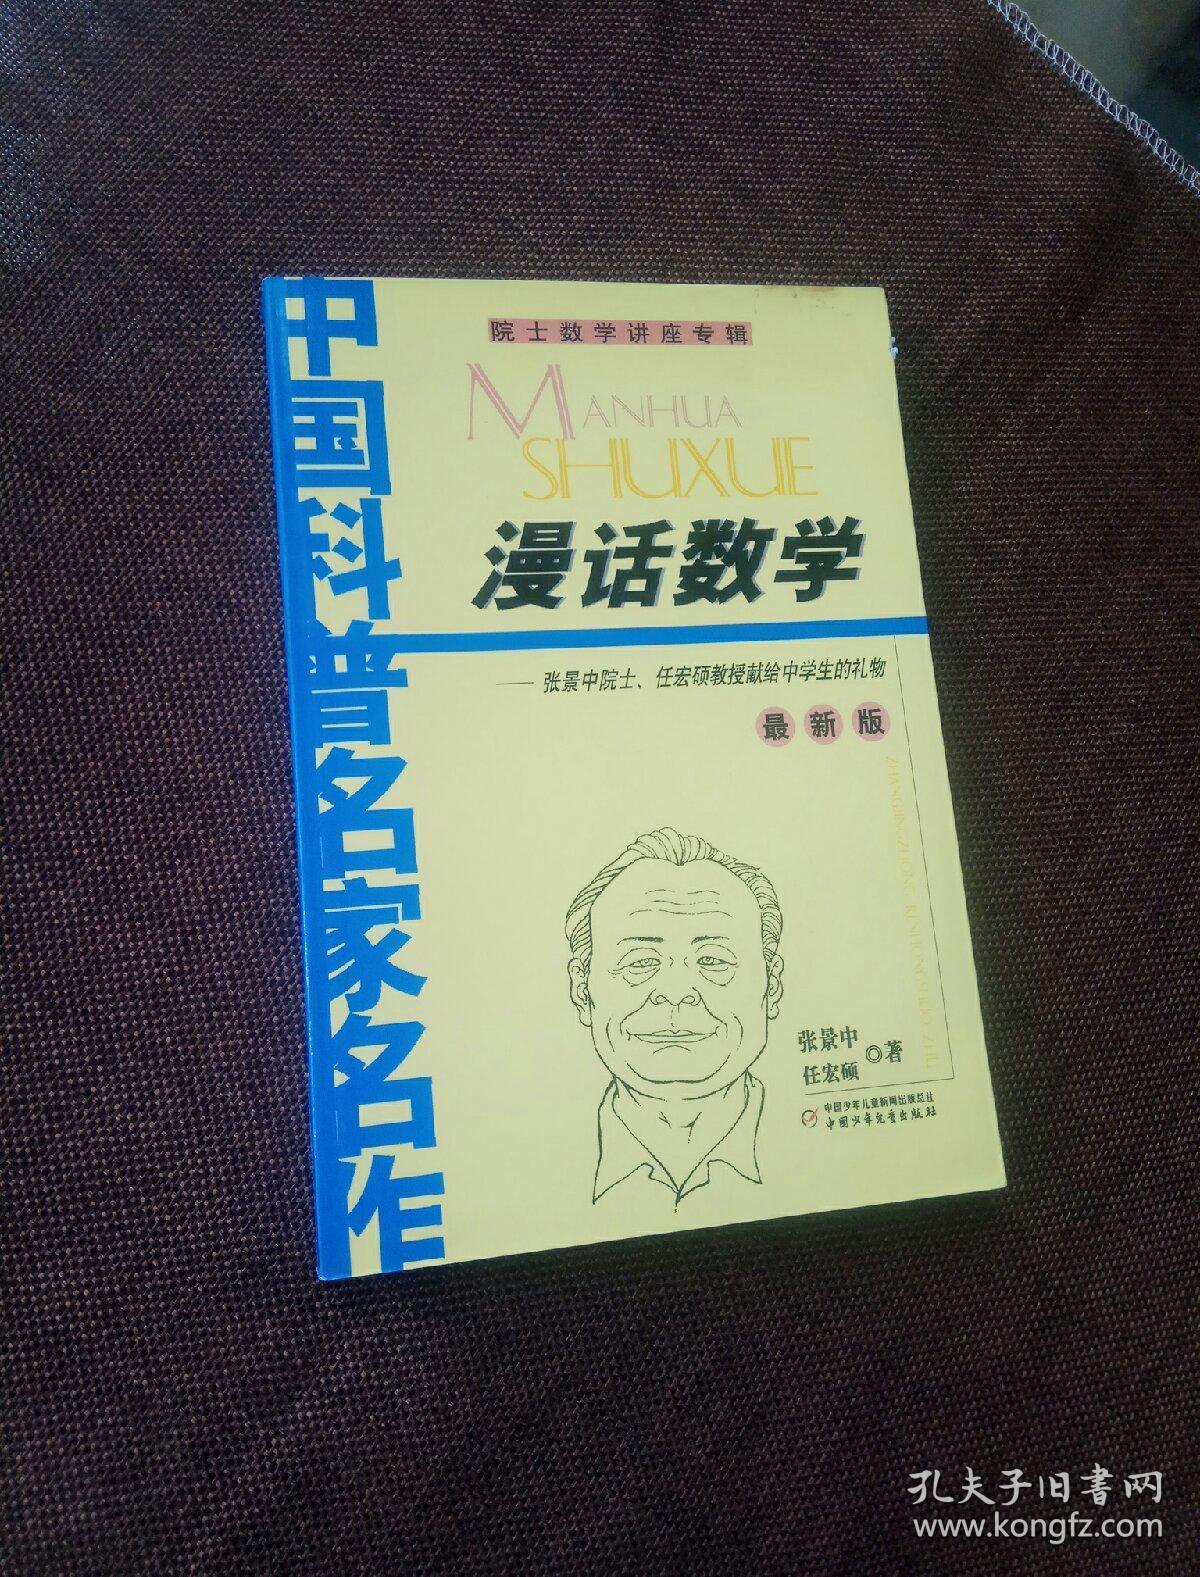 中国科普名家名作
院士数学讲座专辑
MANHUA
SHUXUE
漫话数学
——张景中院士、任宏硕教授献给中学生的礼物
最新版
ZHANGJINGZHONG RENHONGSHUO ZHU
张景中
任宏硕
◎著
中国少年儿童新闻出版总社
中国少年儿童出版社
孔夫子旧书网
www.kongfz.com